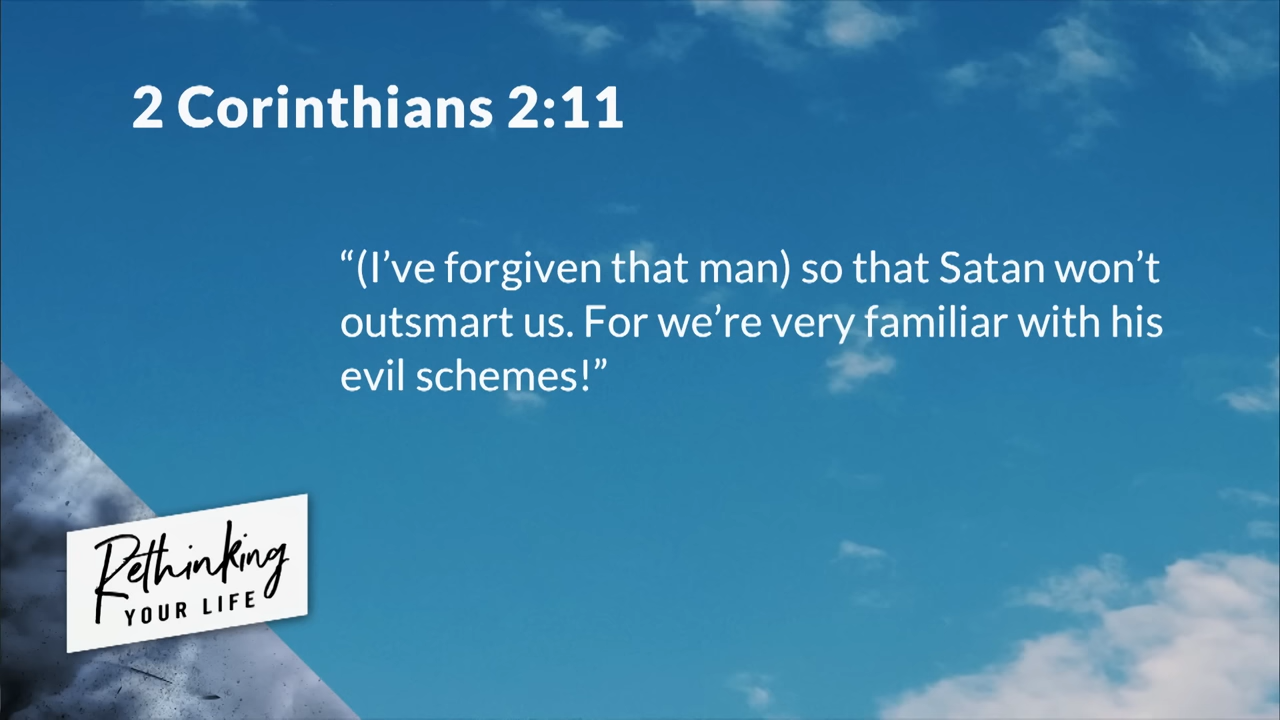 2 Corinthians 2:11
“(I’ve forgiven that man) so that Satan won’t
outsmart us. For we’re very familiar with his
evil schemes!”
Rethinking
YOUR LIFE